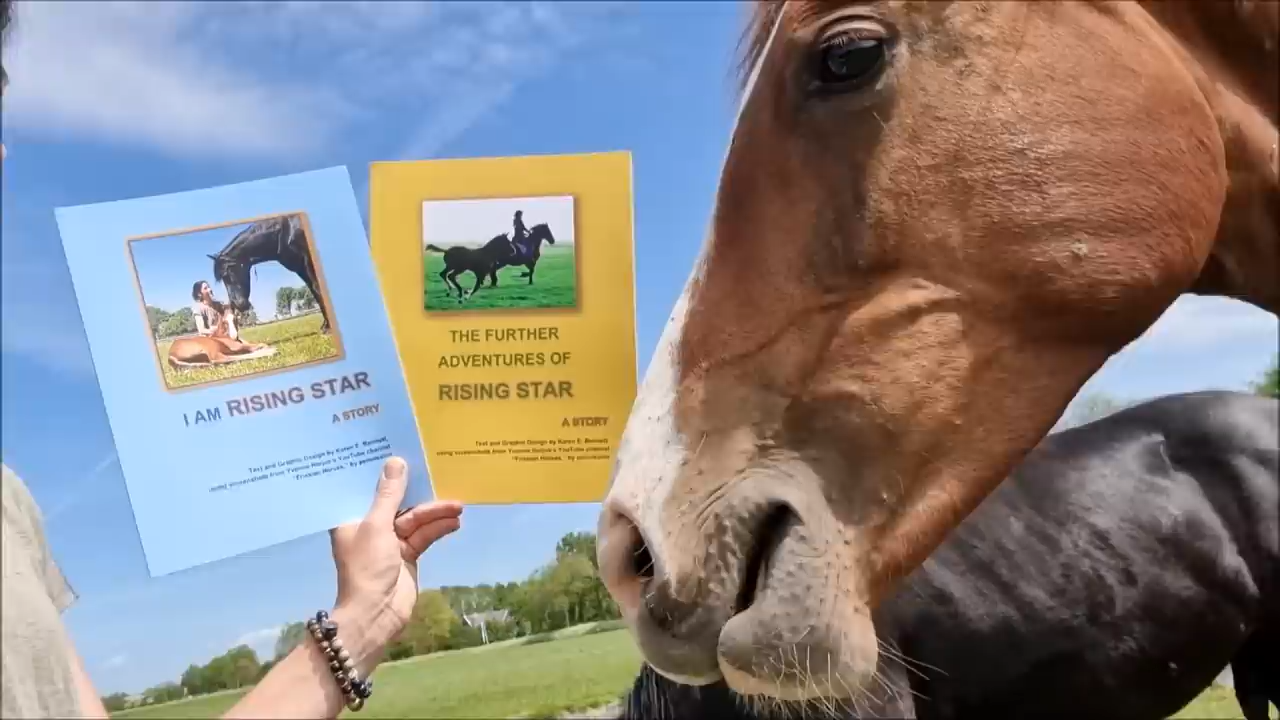 I AM RISING STAR
A STORY
Text and Graphic Design by Karen E. Bennett,
using screenshots from Yvonne Horjus's YouTube channel
"Friesian Horses," by permission
THE FURTHER
ADVENTURES OF
RISING STAR
A STORY
Text and Graphic Design by Karen E. Bennett,
using screenshots from Yvonne Horjus's YouTube channel
"Friesian Horses," by permission